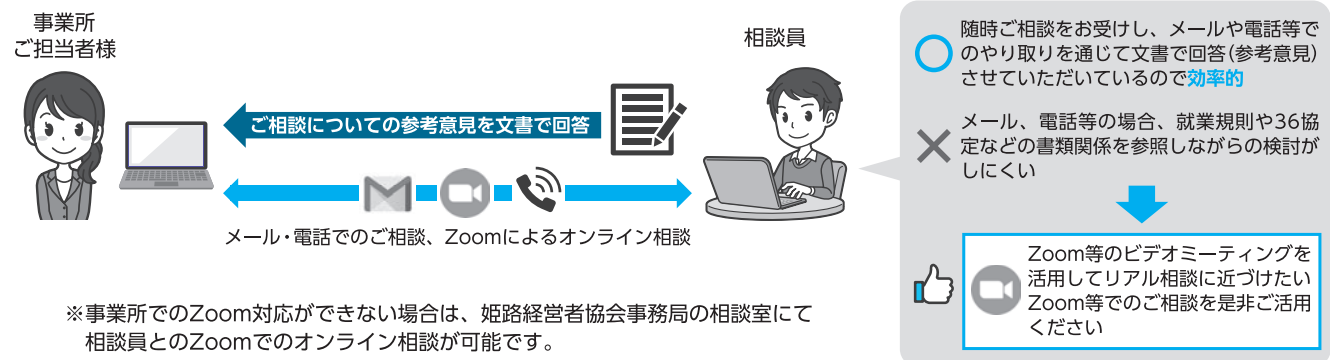 事業所
ご担当者様
相談員
ご相談についての参考意見を文書で回答
メール・電話でのご相談、Zoomによるオンライン相談
※事業所でのZoom対応ができない場合は、姫路経営者協会事務局の相談室にて
相談員とのZoomでのオンライン相談が可能です。
随時ご相談をお受けし、メールや電話等で
のやり取りを通じて文書で回答（参考意見）
させていただいているので効率的
メール、電話等の場合、就業規則や36協
定などの書類関係を参照しながらの検討が
しにくい
Zoom等のビデオミーティングを
活用してリアル相談に近づけたい
Zoom等でのご相談を是非ご活用
ください